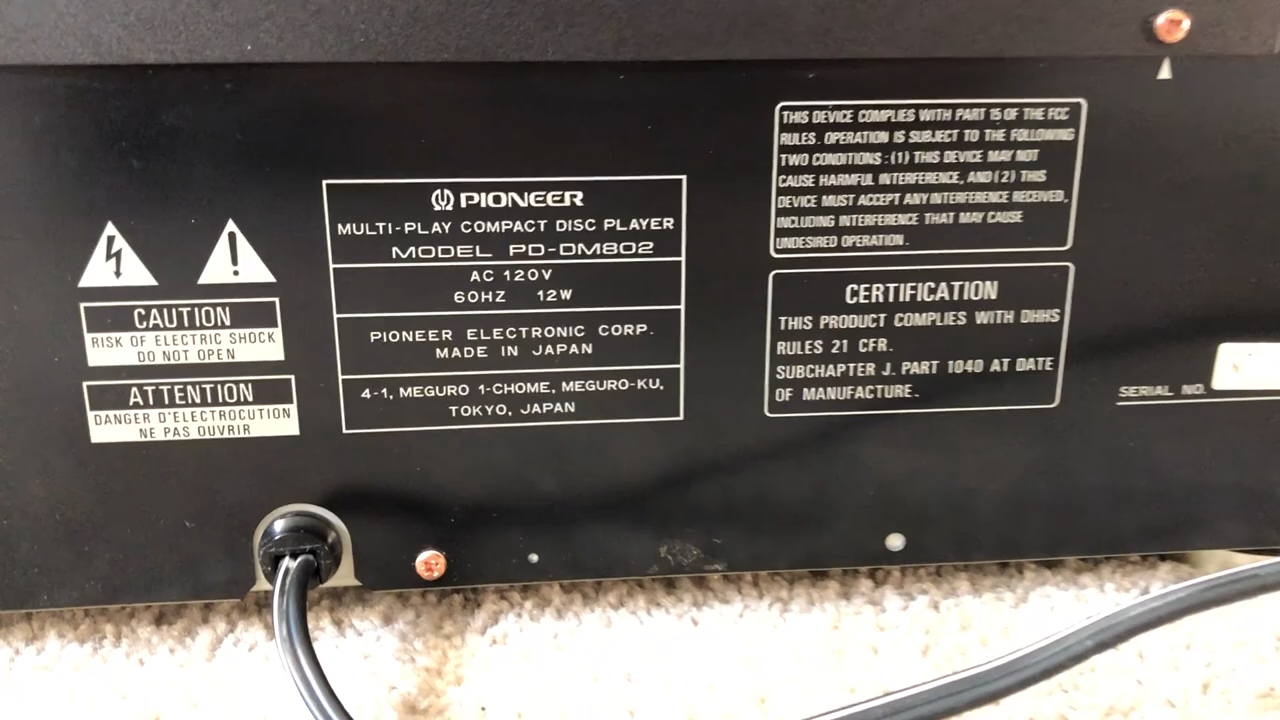 CAUTION
RISK OF ELECTRIC SHOCK
DO NOT OPEN
ATTENTION
DANGER D'ELECTROCUTION
NE PAS OUVRIR
PIONEER
MULTI-PLAY COMPACT DISC PLAYER
MODEL PD-DM802
AC 120V
60HZ 12W
PIONEER ELECTRONIC CORP.
MADE IN JAPAN
4-1, MEGURO 1-CHOME, MEGURO-KU,
TOKYO, JAPAN
THIS DEVICE COMPLIES WITH PART 15 OF THE FCC
RULES. OPERATION IS SUBJECT TO THE FOLLOWING
TWO CONDITIONS : (1) THIS DEVICE MAY NOT
CAUSE HARMFUL INTERFERENCE, AND (2) THIS
DEVICE MUST ACCEPT ANY INTERFERENCE RECEIVED,
INCLUDING INTERFERENCE THAT MAY CAUSE
UNDESIRED OPERATION.
CERTIFICATION
THIS PRODUCT COMPLIES WITH DHHS
RULES 21 CFR.
SUBCHAPTER J. PART 1040 AT DATE
OF MANUFACTURE.
SERIAL NO.